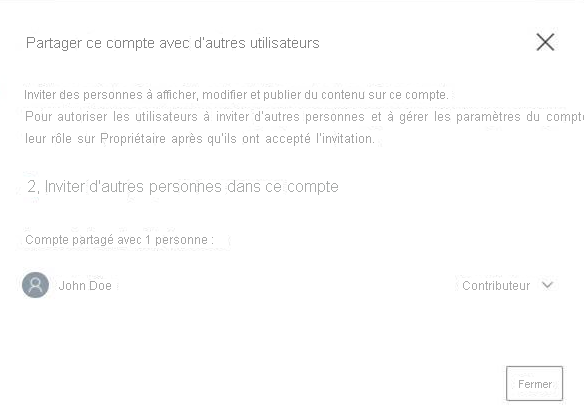 Partager ce compte avec d'autres utilisateurs
Inviter des personnes à afficher, modifier et publier du contenu sur ce compte.
Pour autoriser les utilisateurs à inviter d'autres personnes et à gérer les paramètres du compt
leur rôle sur Propriétaire après qu'ils ont accepté l'invitation.
2, Inviter d'autres personnes dans ce compte
Compte partagé avec 1 personne :
John Doe Contributeur
Fermer